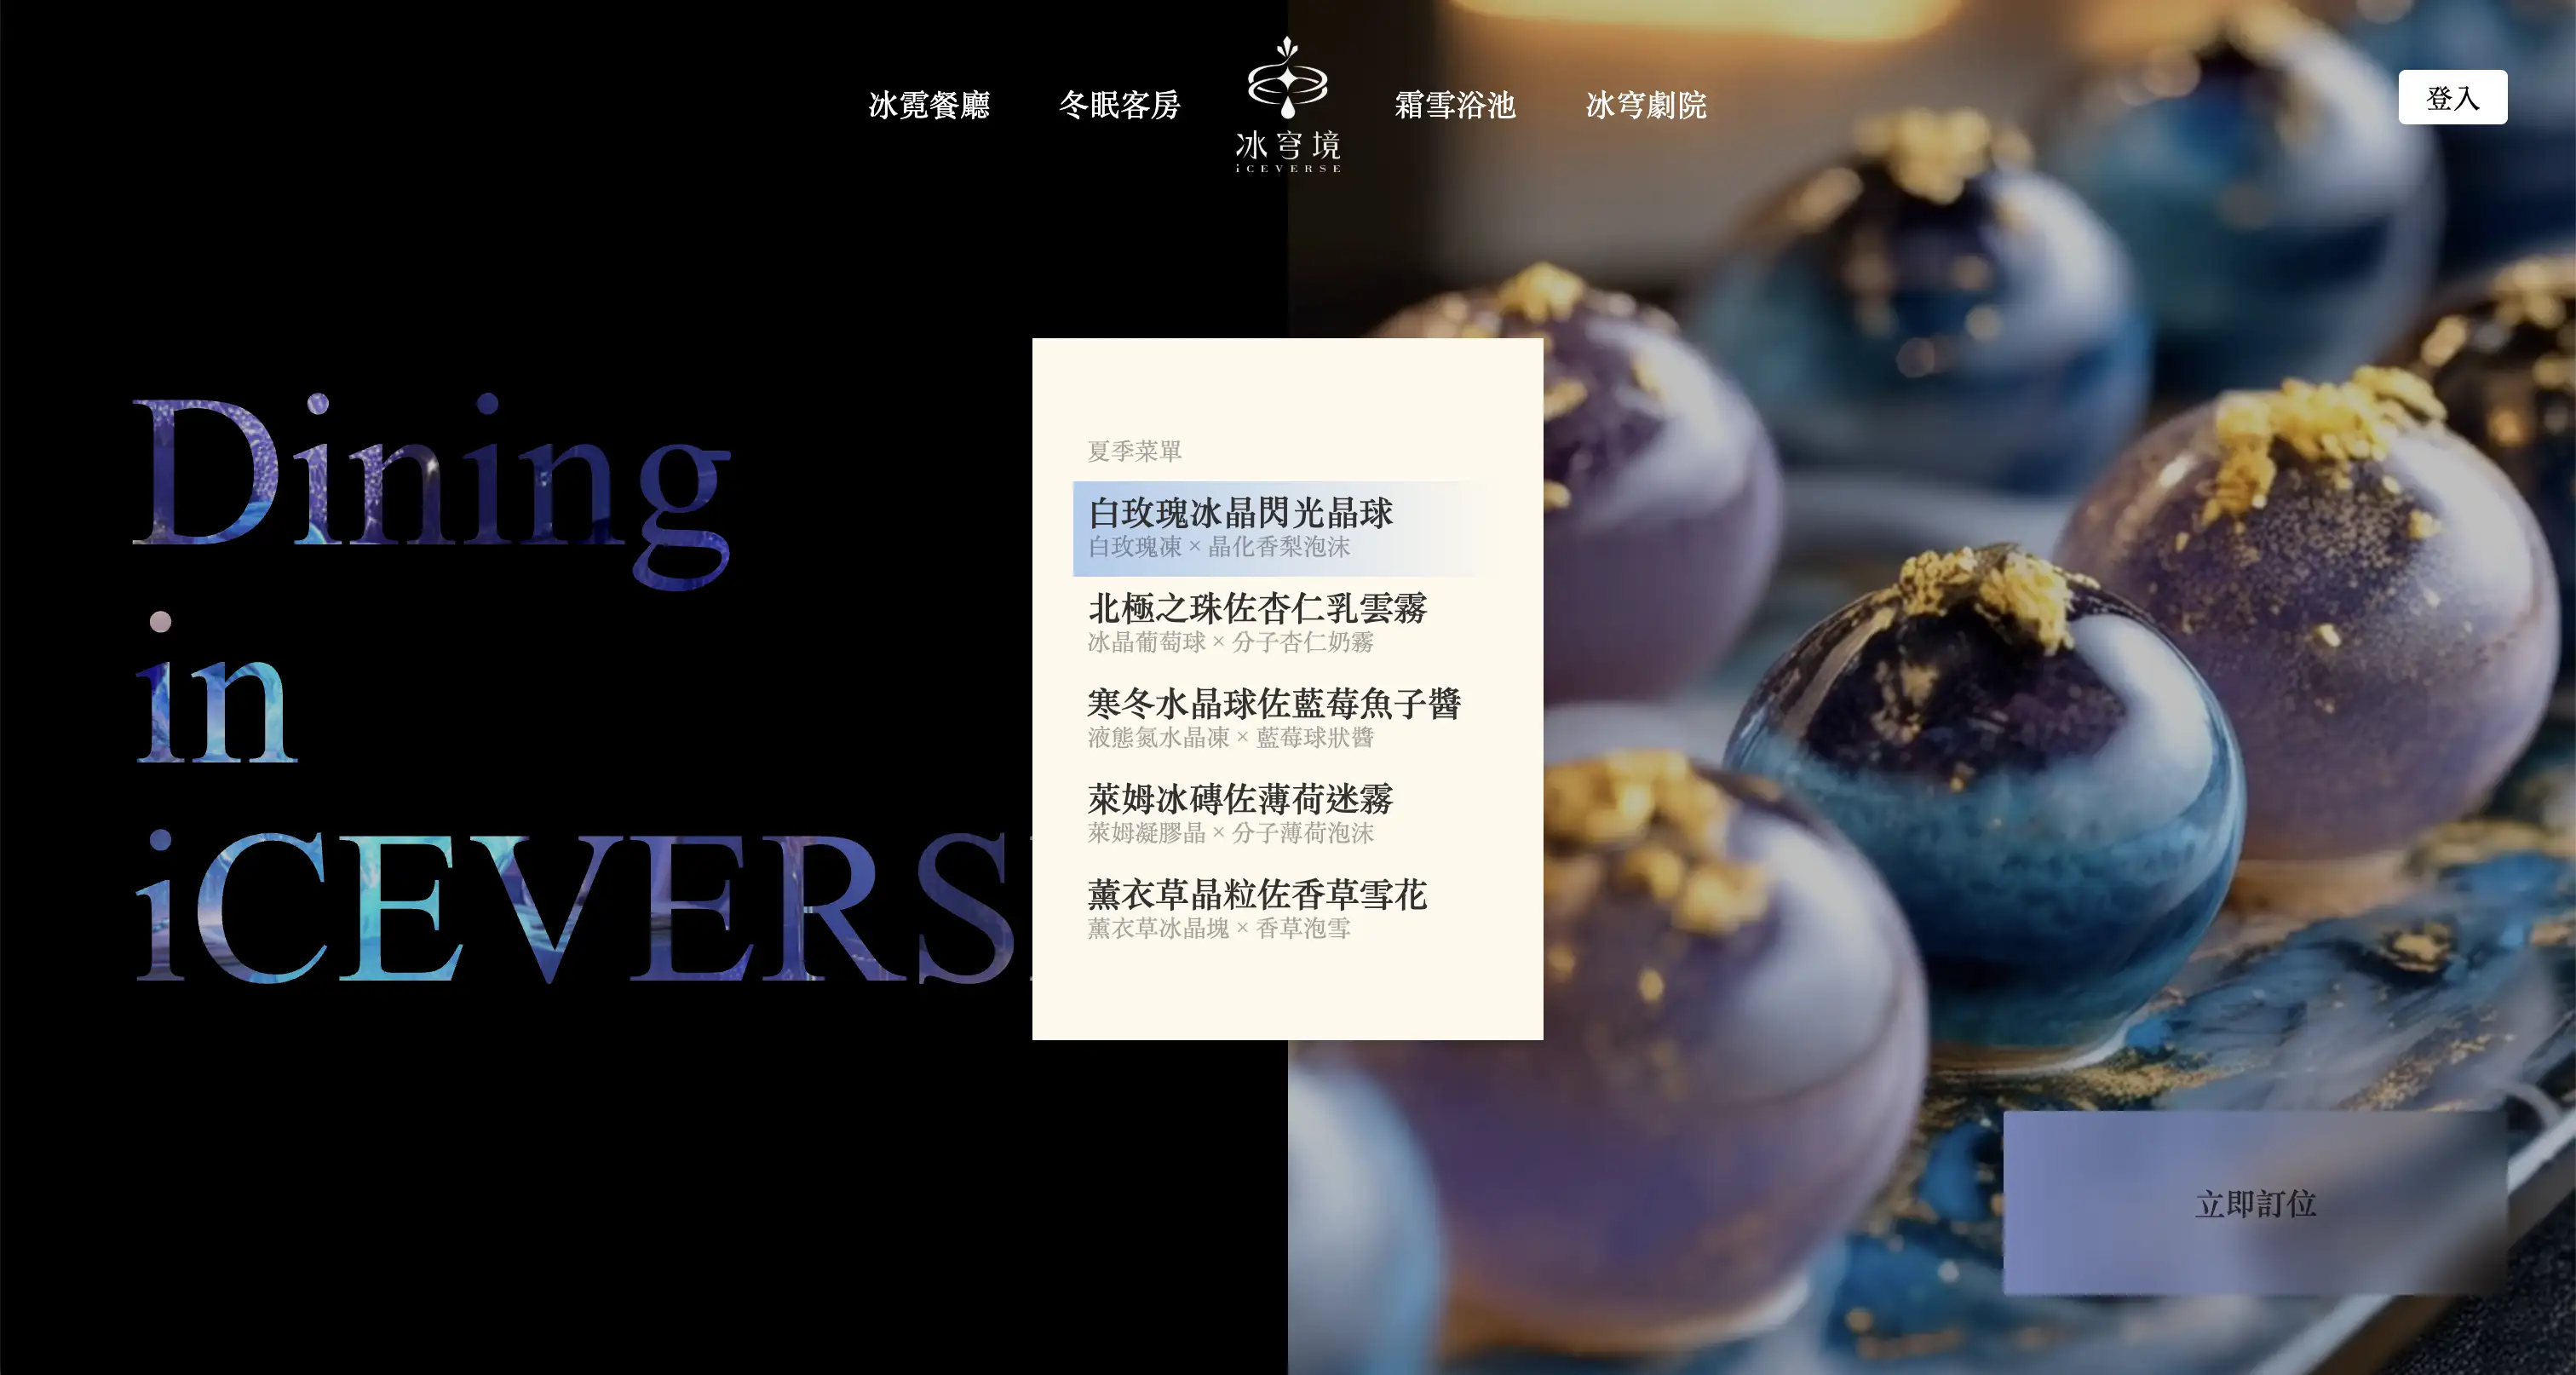 冰霓餐廳
冬眠客房
冰穹境
iCEVERSE
霜雪浴池
冰穹劇院
登入
Dining
in
iCEVERS
夏季菜單
白玫瑰冰晶閃光晶球
白玫瑰凍 × 晶化香梨泡沫
北極之珠佐杏仁乳雲霧
冰晶葡萄球 × 分子杏仁奶霧
寒冬水晶球佐藍莓魚子醬
液態氮水晶凍 × 藍莓球狀醬
萊姆冰磚佐薄荷迷霧
萊姆凝膠晶 × 分子薄荷泡沫
薰衣草晶粒佐香草雪花
薰衣草冰晶塊 × 香草泡雪
立即訂位